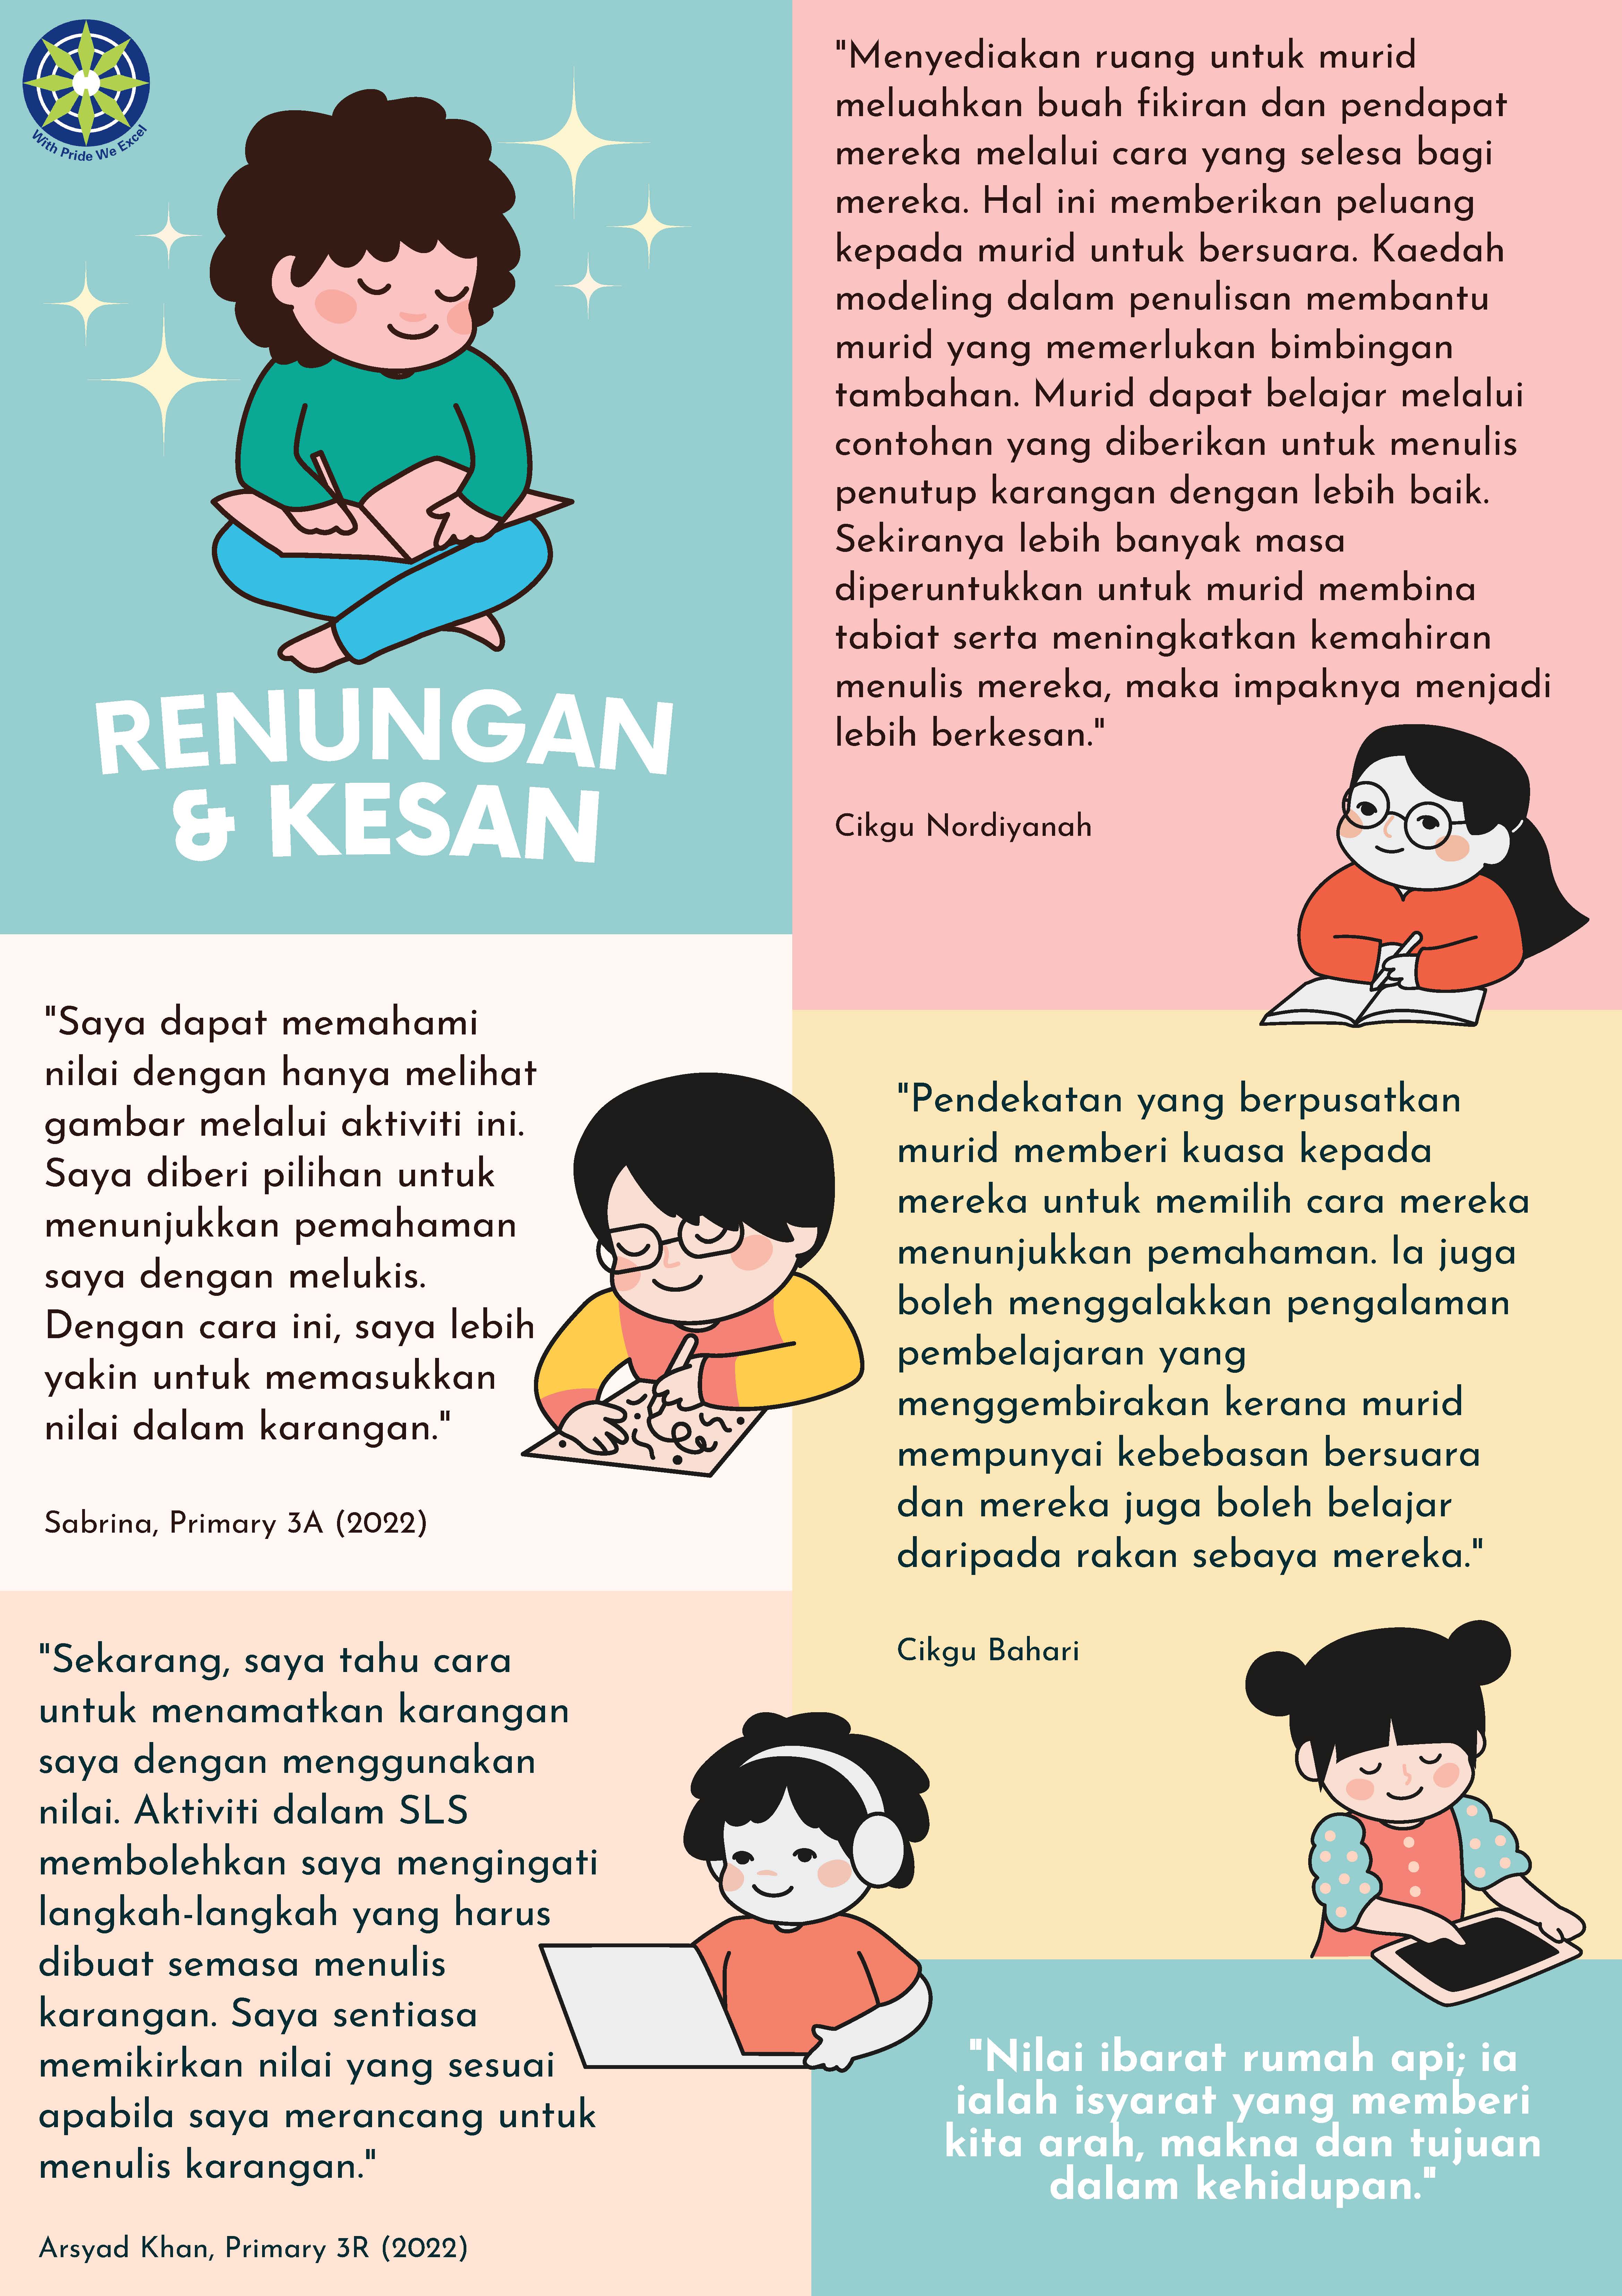 With Pride We Excel
RENUNGAN
& KESAN
"Menyediakan ruang untuk murid
meluahkan buah fikiran dan pendapat
mereka melalui cara yang selesa bagi
mereka. Hal ini memberikan peluang
kepada murid untuk bersuara. Kaedah
modeling dalam penulisan membantu
murid yang memerlukan bimbingan
tambahan. Murid dapat belajar melalui
contohan yang diberikan untuk menulis
penutup karangan dengan lebih baik.
Sekiranya lebih banyak masa
diperuntukkan untuk murid membina
tabiat serta meningkatkan kemahiran
menulis mereka, maka impaknya menjadi
lebih berkesan."
Cikgu Nordiyanah
"Saya dapat memahami
nilai dengan hanya melihat
gambar melalui aktiviti ini.
Saya diberi pilihan untuk
menunjukkan pemahaman
saya dengan melukis.
Dengan cara ini, saya lebih
yakin untuk memasukkan
nilai dalam karangan."
Sabrina, Primary 3A (2022)
"Pendekatan yang berpusatkan
murid memberi kuasa kepada
mereka untuk memilih cara mereka
menunjukkan pemahaman. Ia juga
boleh menggalakkan pengalaman
pembelajaran yang
menggembirakan kerana murid
mempunyai kebebasan bersuara
dan mereka juga boleh belajar
daripada rakan sebaya mereka."
Cikgu Bahari
"Sekarang, saya tahu cara
untuk menamatkan karangan
saya dengan menggunakan
nilai. Aktiviti dalam SLS
membolehkan saya mengingati
langkah-langkah yang harus
dibuat semasa menulis
karangan. Saya sentiasa
memikirkan nilai yang sesuai
apabila saya merancang untuk
menulis karangan."
Arsyad Khan, Primary 3R (2022)
"Nilai ibarat rumah api; ia
ialah isyarat yang memberi
kita arah, makna dan tujuan
dalam kehidupan."